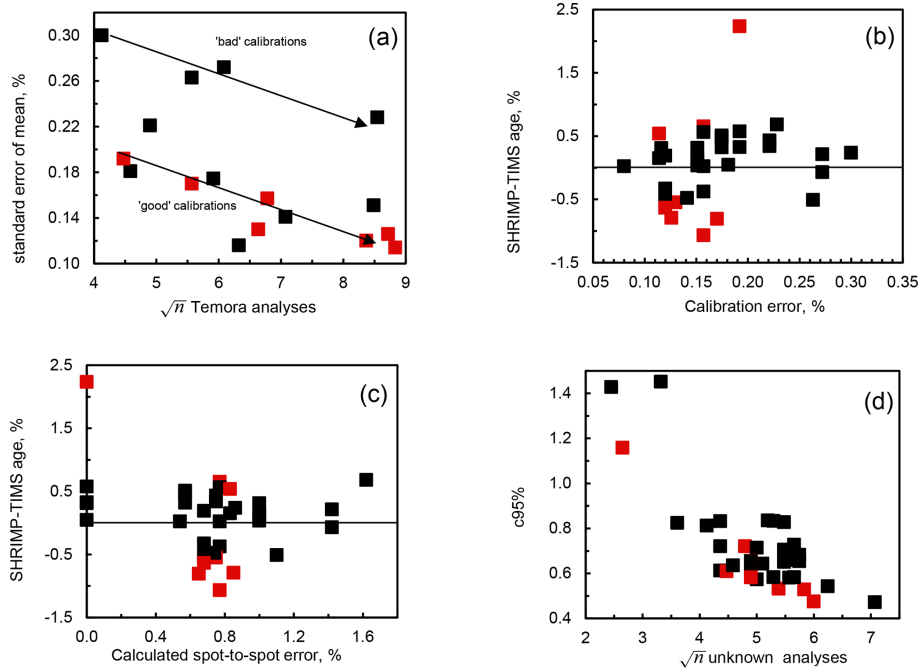 (a)
'bad' calibrations
'good' calibrations
standard error of mean, %
0.30
0.26
0.22
0.18
0.14
0.10
4 5 6 7 8 9
√n Temora analyses
(b)
SHRIMP-TIMS age, %
2.5
1.5
0.5
-0.5
-1.5
0.05 0.10 0.15 0.20 0.25 0.30 0.35
Calibration error, %
(c)
SHRIMP-TIMS age, %
2.5
1.5
0.5
-0.5
-1.5
0.0 0.4 0.8 1.2 1.6
Calculated spot-to-spot error, %
(d)
c95%
1.4
1.2
1.0
0.8
0.6
0.4
2 3 4 5 6 7
√n unknown analyses